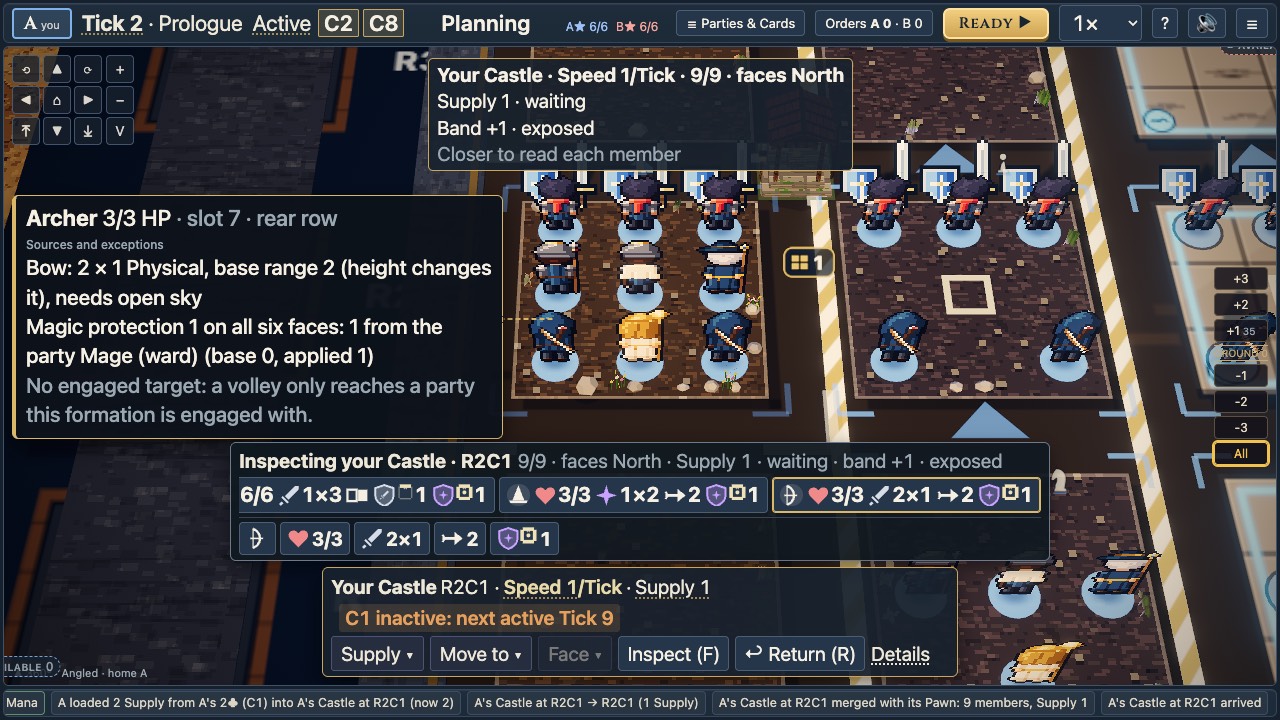 A you Tick 2 · Prologue Active C2 C8 Planning A★ 6/6 B★ 6/6 ≡ Parties & Cards Orders A 0 · B 0 READY ▶ 1× ? ≡
Your Castle · Speed 1/Tick · 9/9 · faces North
Supply 1 · waiting
Band +1 · exposed
Closer to read each member
Archer 3/3 HP · slot 7 · rear row
Sources and exceptions
Bow: 2 × 1 Physical, base range 2 (height changes
it), needs open sky
Magic protection 1 on all six faces: 1 from the
party Mage (ward) (base 0, applied 1)
No engaged target: a volley only reaches a party
this formation is engaged with.
1
+3
+2
+1 35
ROUND 0
-1
-2
-3
All
Inspecting your Castle · R2C1 9/9 · faces North · Supply 1 · waiting · band +1 · exposed
6/6 1×3 1 1 3/3 1×2 2 1 3/3 2×1 2 1
3/3 2×1 2 1
Your Castle R2C1 · Speed 1/Tick · Supply 1
C1 inactive: next active Tick 9
Supply ▾ Move to ▾ Face ▾ Inspect (F) ↩ Return (R) Details
ILABLE 0 Angled · home A
Mana A loaded 2 Supply from A's 2♣ (C1) into A's Castle at R2C1 (now 2) A's Castle at R2C1 → R2C1 (1 Supply) A's Castle at R2C1 merged with its Pawn: 9 members, Supply 1 A's Castle at R2C1 arrived